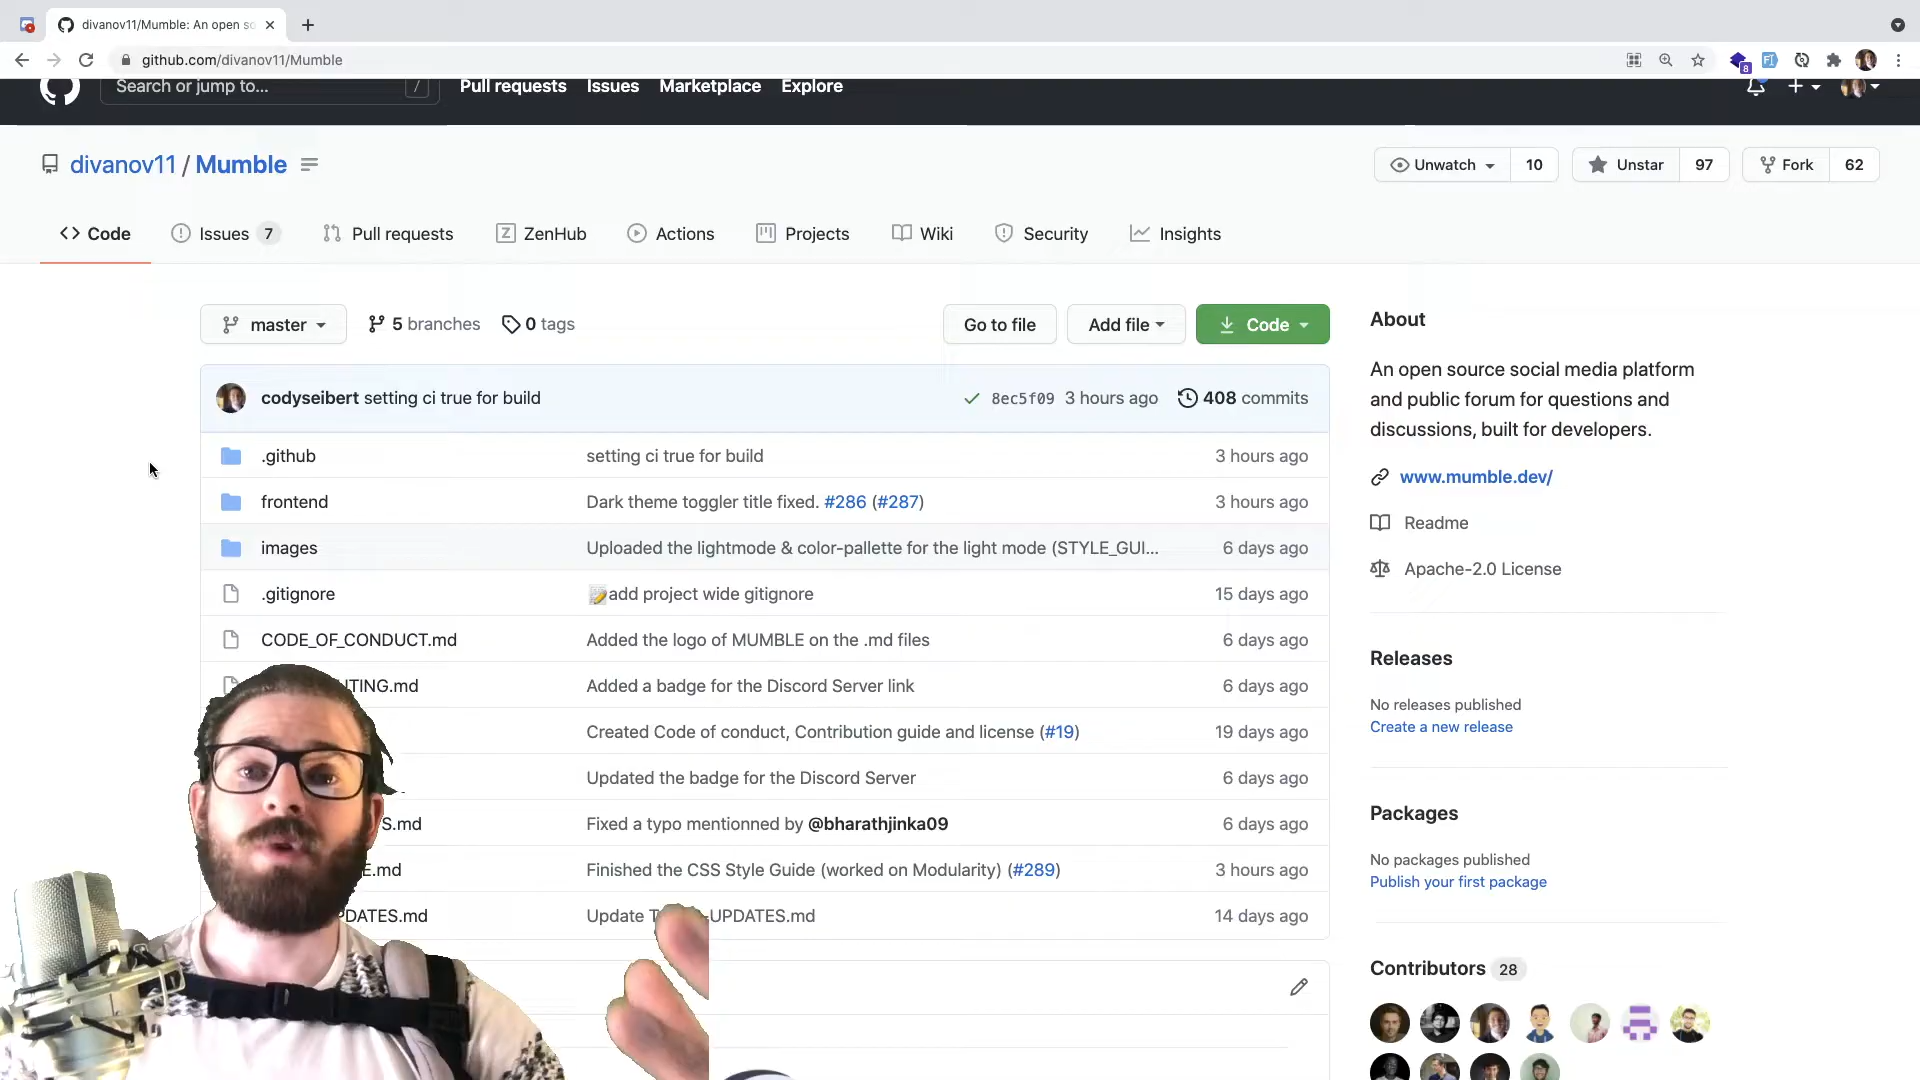 divanov11/Mumble: An open so
github.com/divanov11/Mumble
8
Search or jump to...
/
Pull requests
Issues
Marketplace
Explore
divanov11 / Mumble
Unwatch
10
Unstar
97
Fork
62
Code
Issues 7
Pull requests
ZenHub
Actions
Projects
Wiki
Security
Insights
master
5 branches
0 tags
Go to file
Add file
Code
codyseibert setting ci true for build
8ec5f09 3 hours ago
408 commits
.github
setting ci true for build
3 hours ago
frontend
Dark theme toggler title fixed. #286 (#287)
3 hours ago
images
Uploaded the lightmode & color-pallette for the light mode (STYLE_GUI...
6 days ago
.gitignore
add project wide gitignore
15 days ago
CODE_OF_CONDUCT.md
Added the logo of MUMBLE on the .md files
6 days ago
TING.md
Added a badge for the Discord Server link
6 days ago
Created Code of conduct, Contribution guide and license (#19)
19 days ago
Updated the badge for the Discord Server
6 days ago
S.md
Fixed a typo mentionned by @bharathjinka09
6 days ago
E.md
Finished the CSS Style Guide (worked on Modularity) (#289)
3 hours ago
PDATES.md
Update T -UPDATES.md
14 days ago
About
An open source social media platform
and public forum for questions and
discussions, built for developers.
www.mumble.dev/
Readme
Apache-2.0 License
Releases
No releases published
Create a new release
Packages
No packages published
Publish your first package
Contributors 28